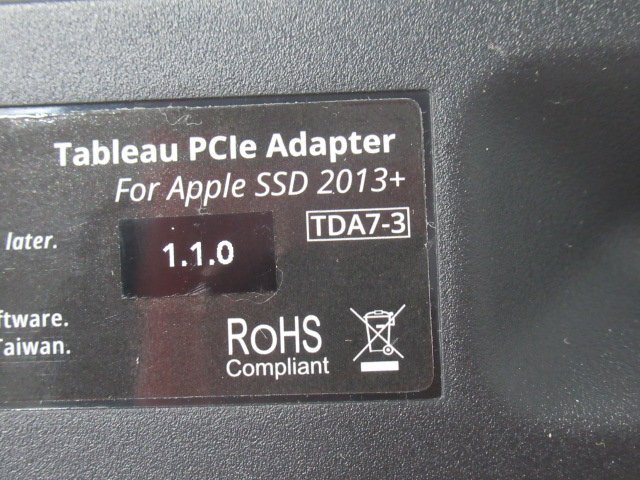 Tableau PCIe Adapter
For Apple SSD 2013+
later.
1.1.0
TDA7-3
ftware.
Taiwan.
RoHS
Compliant